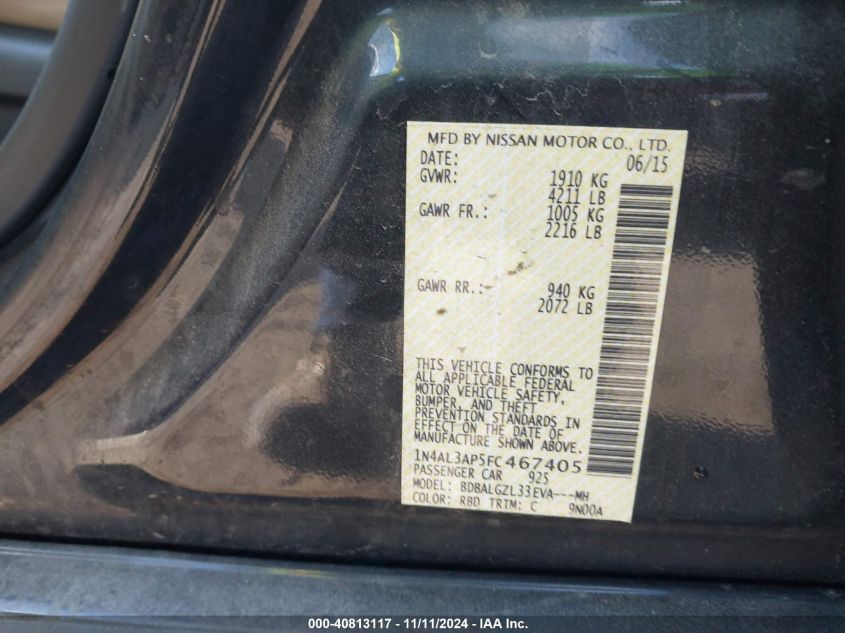 MFD BY NISSAN MOTOR CO., LTD.
DATE: 06/15
GVWR: 1910 KG
4211 LB
GAWR FR.: 1005 KG
2216 LB
GAWR RR.: 940 KG
2072 LB
THIS VEHICLE CONFORMS TO
ALL APPLICABLE FEDERAL
MOTOR VEHICLE SAFETY,
BUMPER, AND THEFT
PREVENTION STANDARDS IN
EFFECT ON THE DATE OF
MANUFACTURE SHOWN ABOVE.
1N4AL3AP5FC467405
PASSENGER CAR 925
MODEL: BDBALGZL33EVA---MH
COLOR: RBD TRIM: C 9N00A
000-40813117 - 11/11/2024 - 1N4AL3AP5FC467405